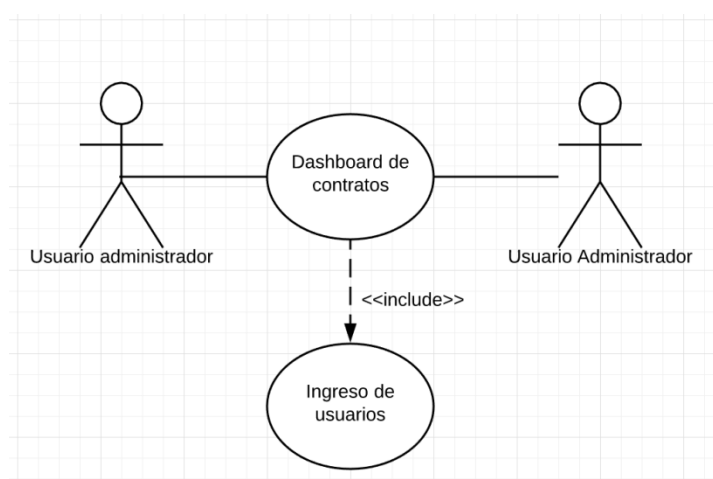 Dashboard de
contratos
Usuario administrador
Usuario Administrador
<<include>>
Ingreso de
usuarios